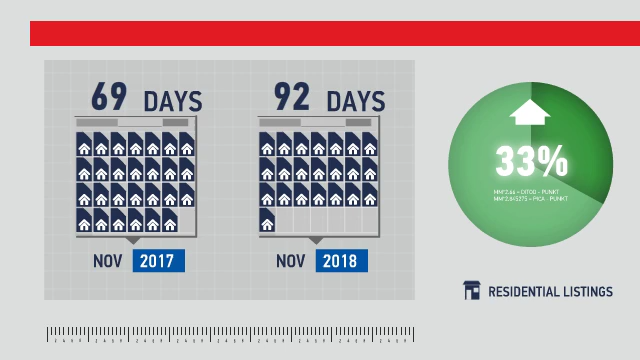 69 DAYS
92 DAYS
NOV 2017
NOV 2018
33%
RESIDENTIAL LISTINGS